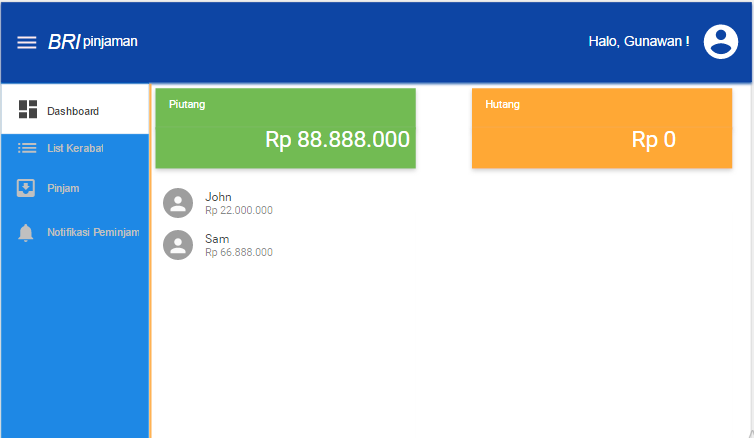 BRI pinjaman
Halo, Gunawan !
Dashboard
List Kerabat
Pinjam
Notifikasi Peminjam
Piutang
Rp 88.888.000
Hutang
Rp 0
John
Rp 22.000.000
Sam
Rp 66.888.000